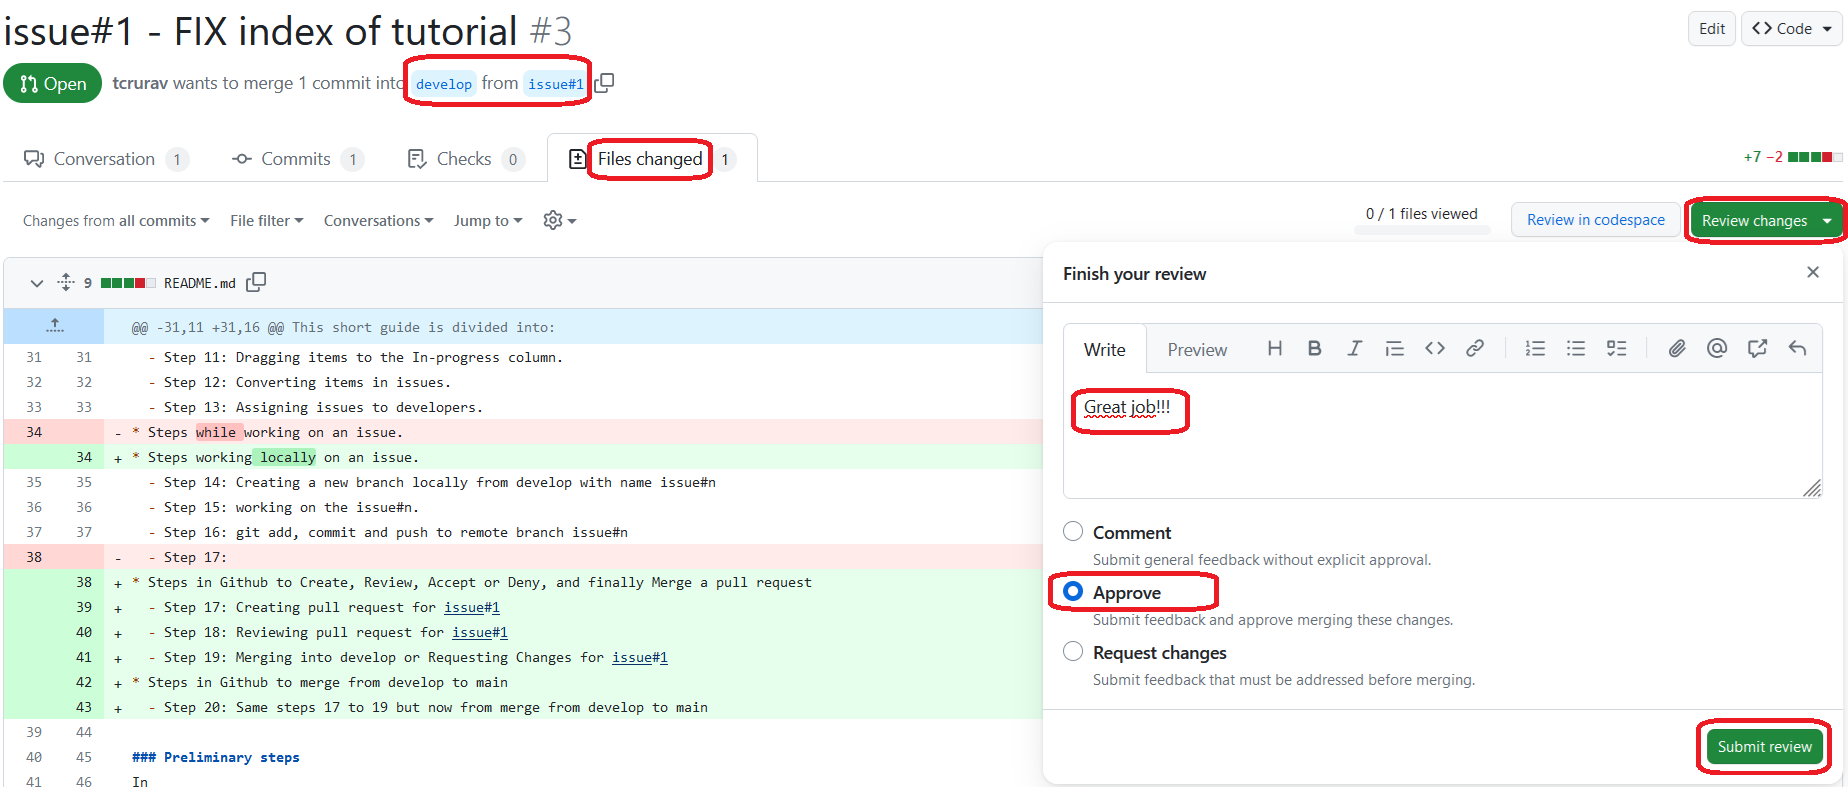 issue#1 - FIX index of tutorial #3
Edit
Code
Open
tcrurav wants to merge 1 commit into develop from issue#1
Conversation 1
Commits 1
Checks 0
Files changed 1
+7 −2
Changes from all commits
File filter
Conversations
Jump to
0 / 1 files viewed
Review in codespace
Review changes
9 README.md
@@ -31,11 +31,16 @@ This short guide is divided into:
31 31 - Step 11: Dragging items to the In-progress column.
32 32 - Step 12: Converting items in issues.
33 33 - Step 13: Assigning issues to developers.
34 - * Steps while working on an issue.
34 + * Steps working locally on an issue.
35 35 - Step 14: Creating a new branch locally from develop with name issue#n
36 36 - Step 15: working on the issue#n.
37 37 - Step 16: git add, commit and push to remote branch issue#n
38 - - Step 17:
38 + * Steps in Github to Create, Review, Accept or Deny, and finally Merge a pull request
39 + - Step 17: Creating pull request for issue#1
40 + - Step 18: Reviewing pull request for issue#1
41 + - Step 19: Merging into develop or Requesting Changes for issue#1
42 + * Steps in Github to merge from develop to main
43 + - Step 20: Same steps 17 to 19 but now from merge from develop to main
39 44
40 45 ### Preliminary steps
41 46 In
Finish your review
Write
Preview
Great job!!!
Comment
Submit general feedback without explicit approval.
Approve
Submit feedback and approve merging these changes.
Request changes
Submit feedback that must be addressed before merging.
Submit review